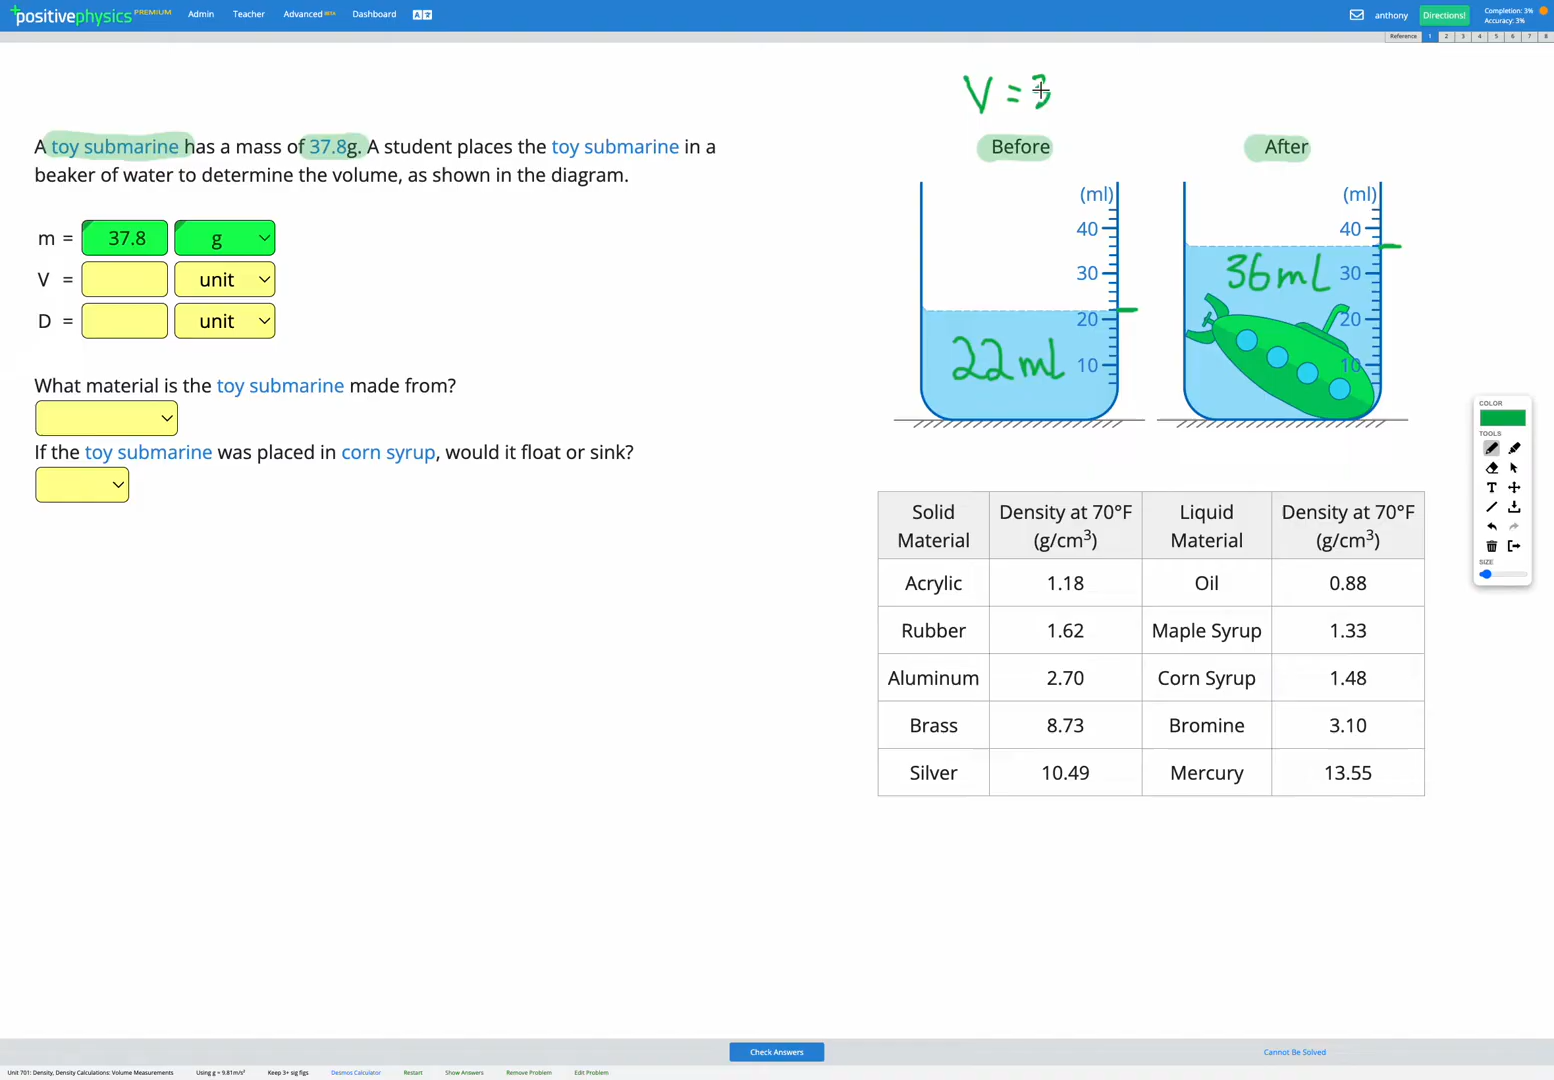 positivephysics PREMIUM Admin Teacher Advanced BETA Dashboard
anthony Directions! Completion: 3%
Accuracy: 3%
Reference 1 2 3 4 5 6 7 8
V = 3
A toy submarine has a mass of 37.8g. A student places the toy submarine in a
beaker of water to determine the volume, as shown in the diagram.
m = 37.8 g
V = unit
D = unit
What material is the toy submarine made from?
If the toy submarine was placed in corn syrup, would it float or sink?
Before
(ml)
40
30
20
10
22 ml
After
(ml)
40
30
20
10
36 mL
Solid Material Density at 70°F (g/cm³) Liquid Material Density at 70°F (g/cm³)
Acrylic 1.18 Oil 0.88
Rubber 1.62 Maple Syrup 1.33
Aluminum 2.70 Corn Syrup 1.48
Brass 8.73 Bromine 3.10
Silver 10.49 Mercury 13.55
COLOR
TOOLS
T
SIZE
Check Answers
Cannot Be Solved
Unit 701: Density, Density Calculations: Volume Measurements Using g = 9.81m/s² Keep 3+ sig figs Desmos Calculator Restart Show Answers Remove Problem Edit Problem